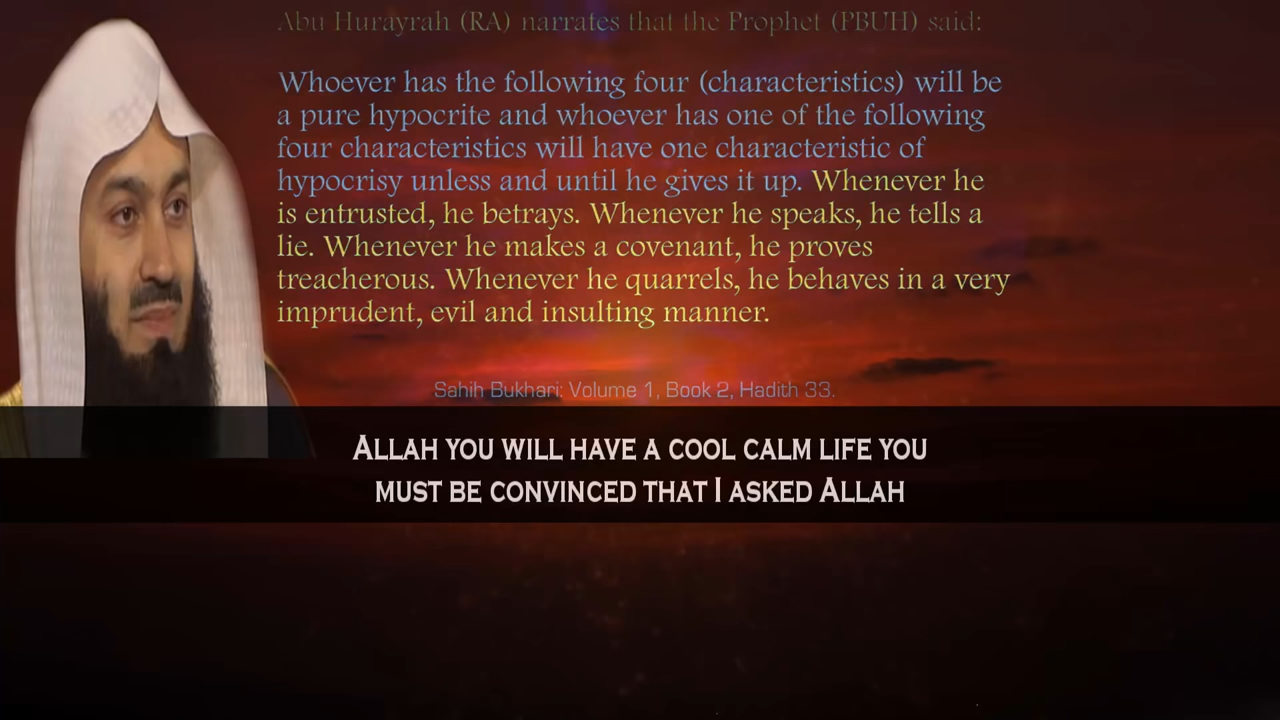 Abu Hurayrah (RA) narrates that the Prophet (PBUH) said:
Whoever has the following four (characteristics) will be
a pure hypocrite and whoever has one of the following
four characteristics will have one characteristic of
hypocrisy unless and until he gives it up. Whenever he
is entrusted, he betrays. Whenever he speaks, he tells a
lie. Whenever he makes a covenant, he proves
treacherous. Whenever he quarrels, he behaves in a very
imprudent, evil and insulting manner.
Sahih Bukhari: Volume 1, Book 2, Hadith 33.
ALLAH YOU WILL HAVE A COOL CALM LIFE YOU
MUST BE CONVINCED THAT I ASKED ALLAH